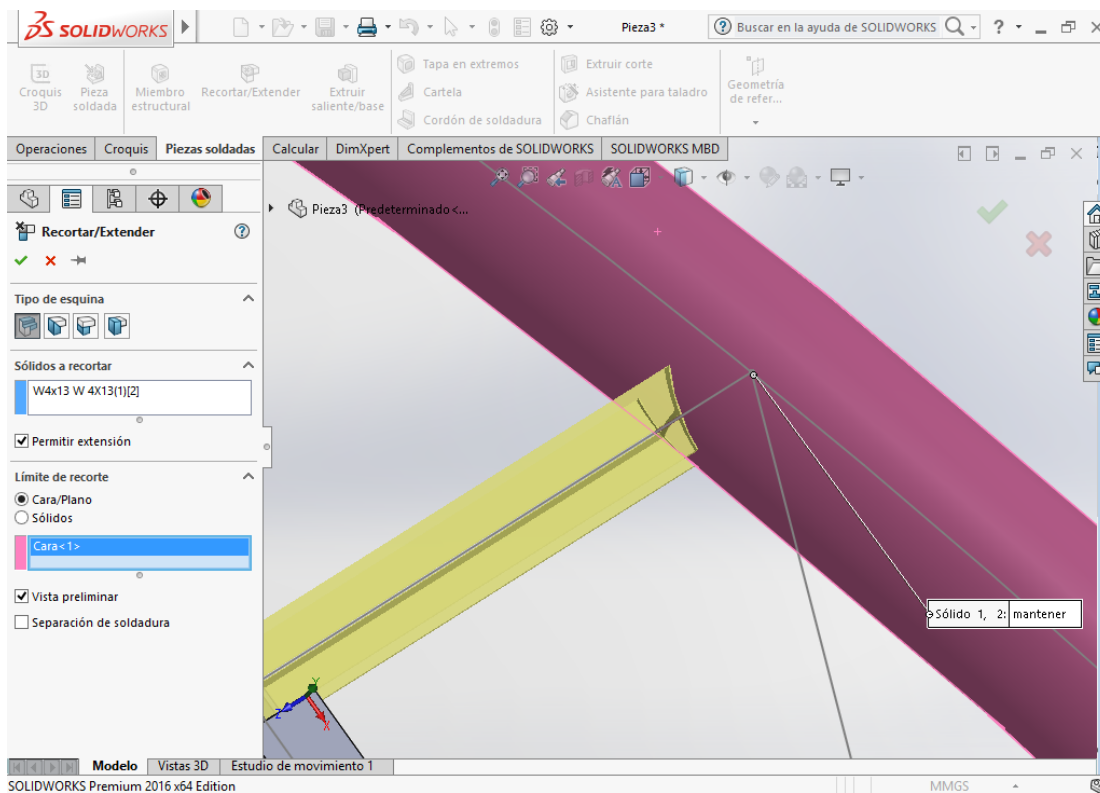 SOLIDWORKS
Pieza3 *
Buscar en la ayuda de SOLIDWORKS
3D
Croquis 3D
Pieza soldada
Miembro estructural
Recortar/Extender
Extruir saliente/base
Tapa en extremos
Cartela
Cordón de soldadura
Extruir corte
Asistente para taladro
Chaflán
Geometría de refer...
Operaciones
Croquis
Piezas soldadas
Calcular
DimXpert
Complementos de SOLIDWORKS
SOLIDWORKS MBD
Pieza3 (Predeterminado<...
Recortar/Extender
Tipo de esquina
Sólidos a recortar
W4x13 W 4X13(1)[2]
Permitir extensión
Límite de recorte
Cara/Plano
Sólidos
Cara<1>
Vista preliminar
Separación de soldadura
Sólido 1, 2: mantener
Y
Z
X
Modelo
Vistas 3D
Estudio de movimiento 1
SOLIDWORKS Premium 2016 x64 Edition
MMGS